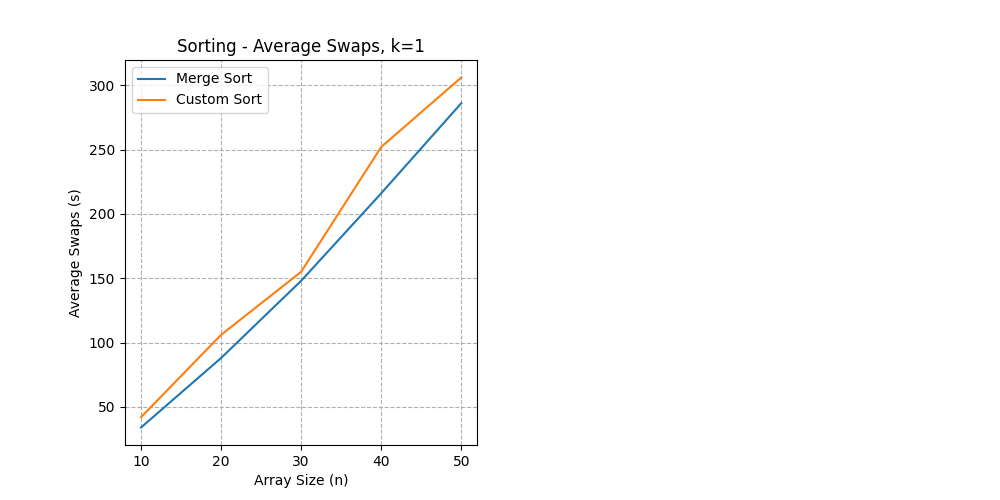 Sorting - Average Swaps, k=1
Merge Sort
Custom Sort
300
250
200
150
100
50
Average Swaps (s)
10 20 30 40 50
Array Size (n)